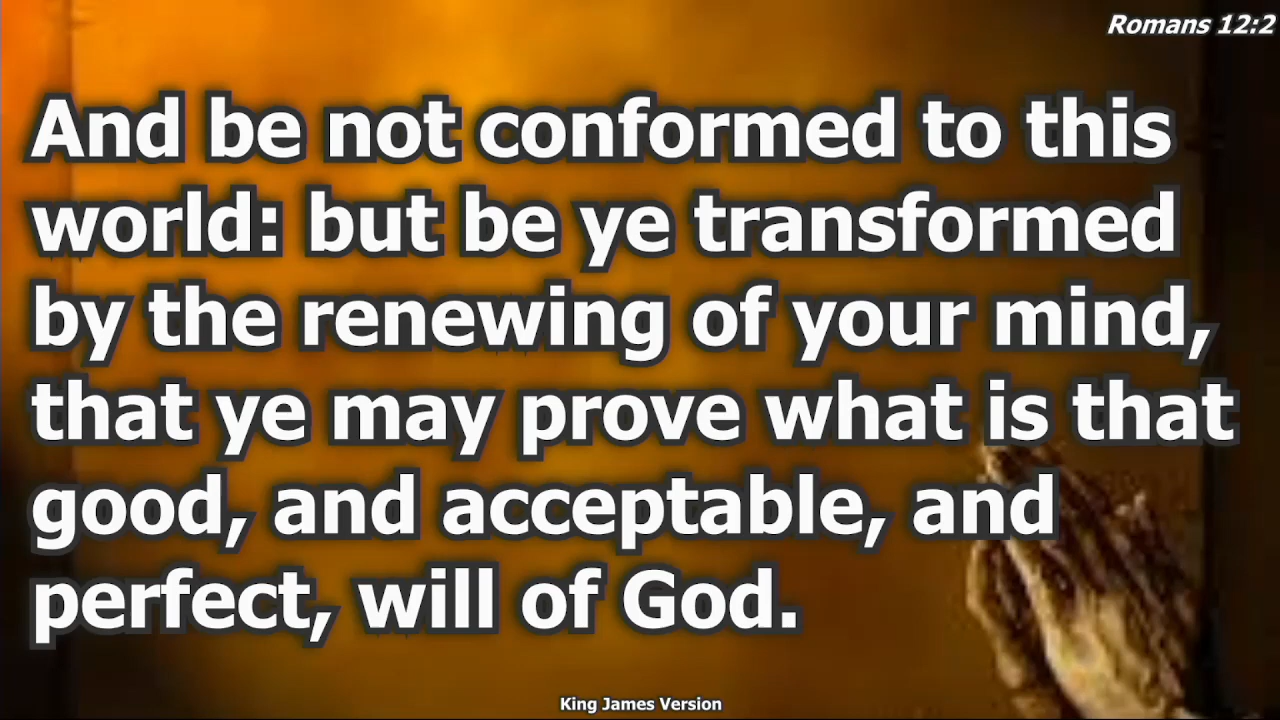 Romans 12:2
And be not conformed to this
world: but be ye transformed
by the renewing of your mind,
that ye may prove what is that
good, and acceptable, and
perfect, will of God.
King James Version